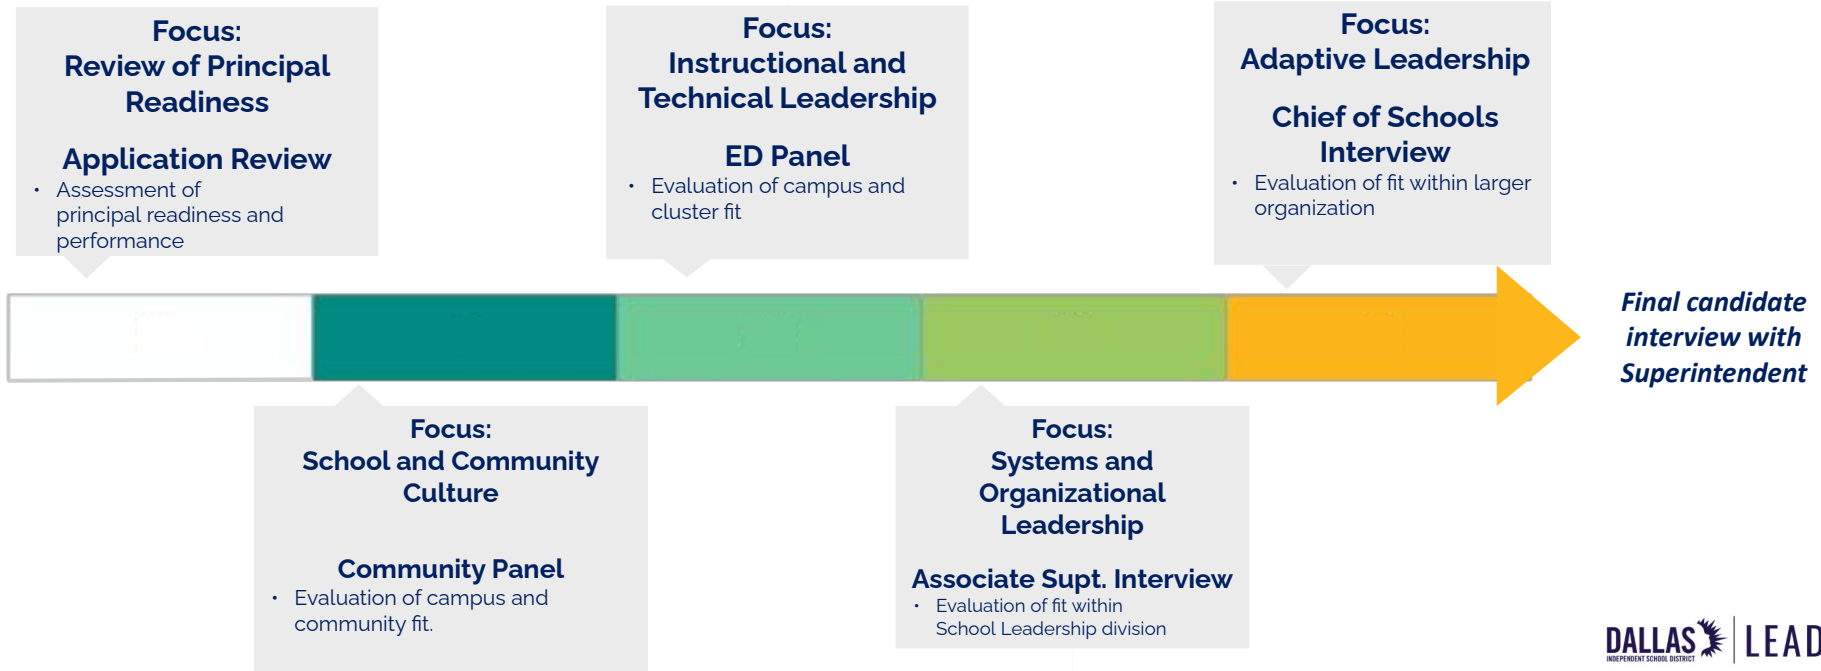 Focus:
Review of Principal
Readiness
Application Review
• Assessment of
principal readiness and
performance
Focus:
School and Community
Culture
Community Panel
• Evaluation of campus and
community fit.
Focus:
Instructional and
Technical Leadership
ED Panel
• Evaluation of campus and
cluster fit
Focus:
Systems and
Organizational
Leadership
Associate Supt. Interview
• Evaluation of fit within
School Leadership division
Focus:
Adaptive Leadership
Chief of Schools
Interview
• Evaluation of fit within larger
organization
Final candidate
interview with
Superintendent
DALLAS
INDEPENDENT SCHOOL DISTRICT
LEAD